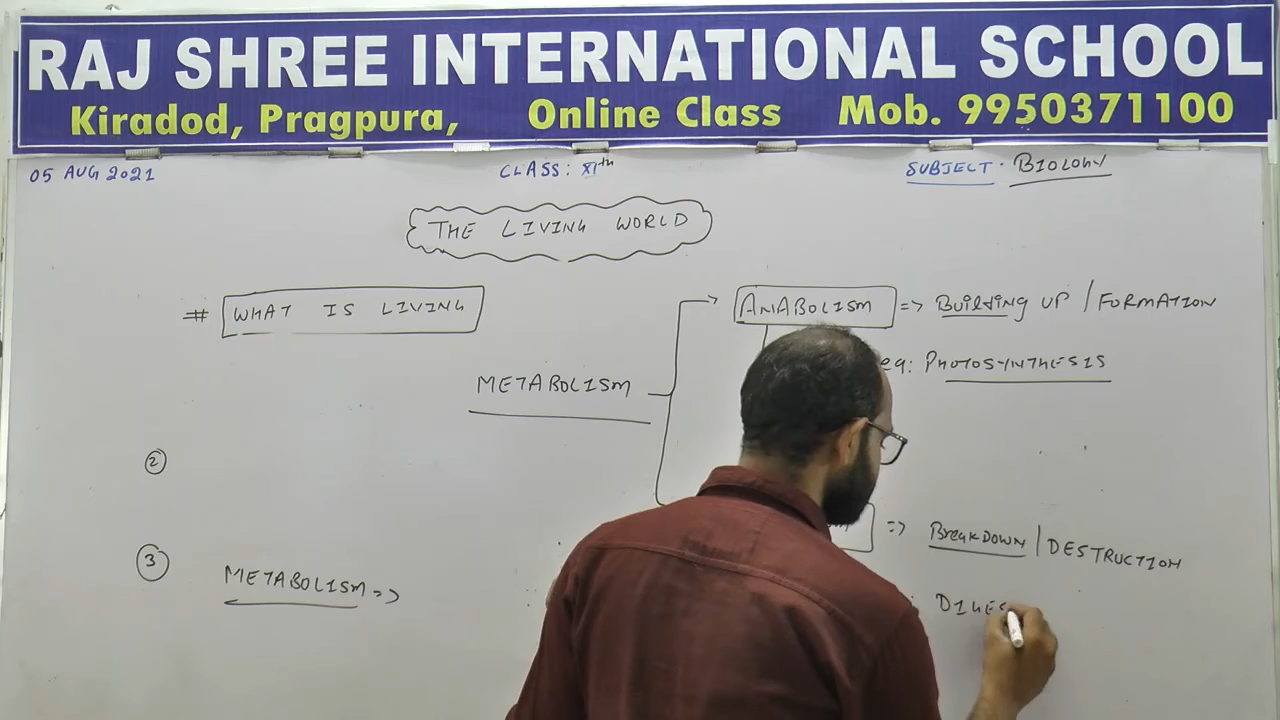 RAJ SHREE INTERNATIONAL SCHOOL
Kiradod, Pragpura, Online Class Mob. 9950371100
05 AUG 2021 CLASS: XIth SUBJECT · BIOLOGY
THE LIVING WORLD
# WHAT IS LIVING
ANABOLISM => BuildIng UP / FORMATION
eg: PHOTOSYNTHESIS
METABOLISM
②
=> BreakDOWN / DESTRUCTION
③ METABOLISM =>
DIGES